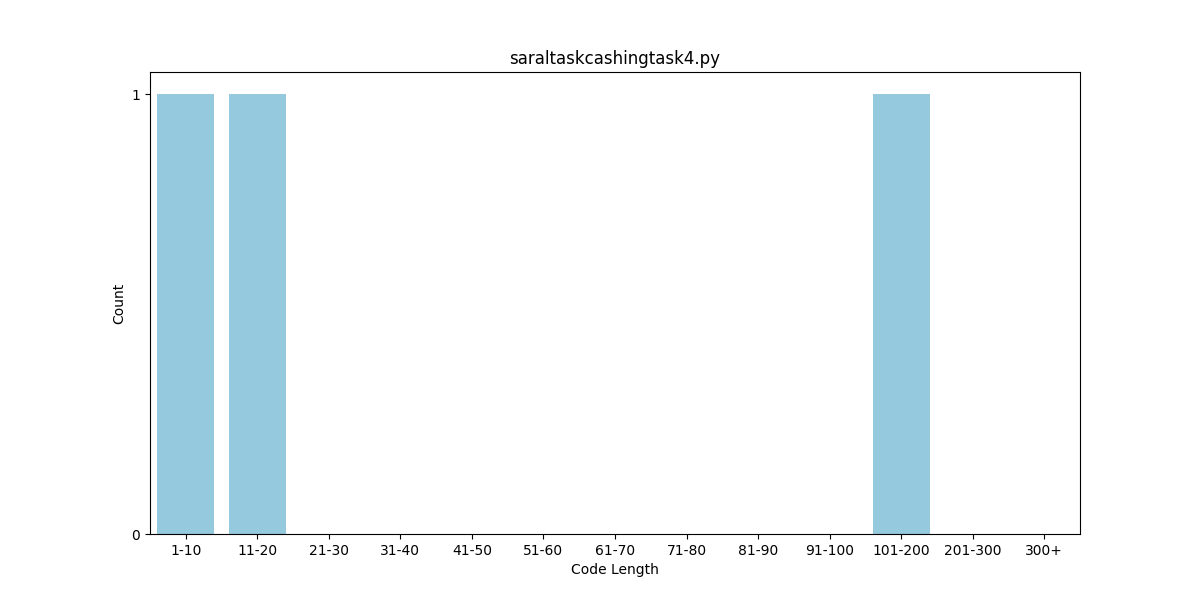 saraltaskcashingtask4.py
1
Count
0
1-10 11-20 21-30 31-40 41-50 51-60 61-70 71-80 81-90 91-100 101-200 201-300 300+
Code Length